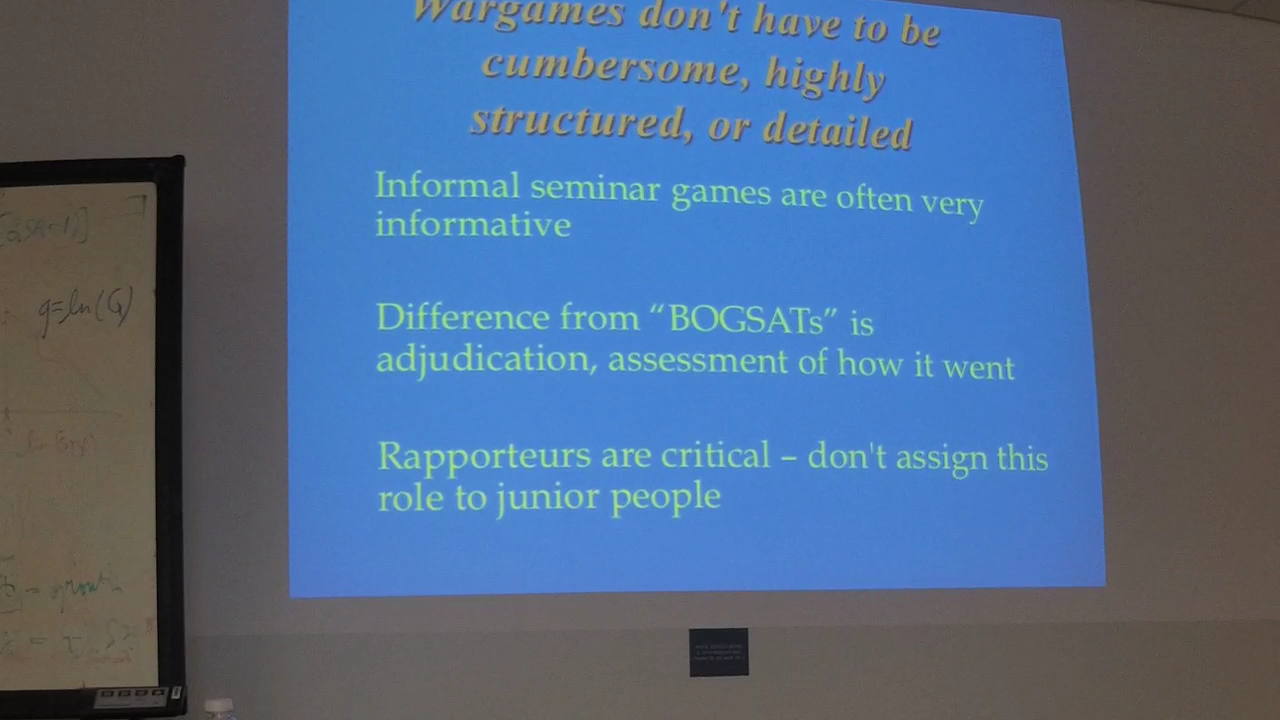 Wargames don't have to be
cumbersome, highly
structured, or detailed
Informal seminar games are often very
informative
Difference from “BOGSATs” is
adjudication, assessment of how it went
Rapporteurs are critical – don't assign this
role to junior people
g=ln(G)